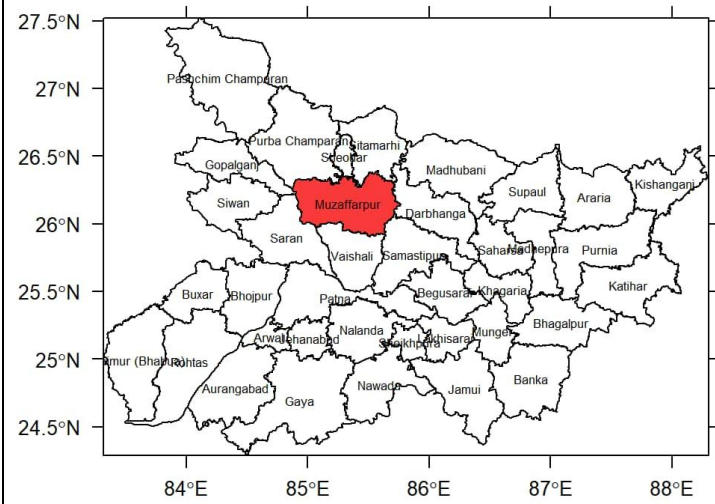 27.5°N
27°N
26.5°N
26°N
25.5°N
25°N
24.5°N
Pashchim Champaran
Purba Champaran
Sitamarhi
Sheohar
Gopalganj
Madhubani
Kishanganj
Supaul
Araria
Siwan
Muzaffarpur
Darbhanga
Saran
Vaishali
Samastipur
Saharsa
Madhepura
Purnia
Buxar
Bhojpur
Patna
Begusarai
Khagaria
Katihar
Arwal
Jehanabad
Nalanda
Sheikhpura
Lakhisarai
Munger
Bhagalpur
mur (Bhabua)
Rohtas
Aurangabad
Gaya
Nawada
Jamui
Banka
84°E
85°E
86°E
87°E
88°E